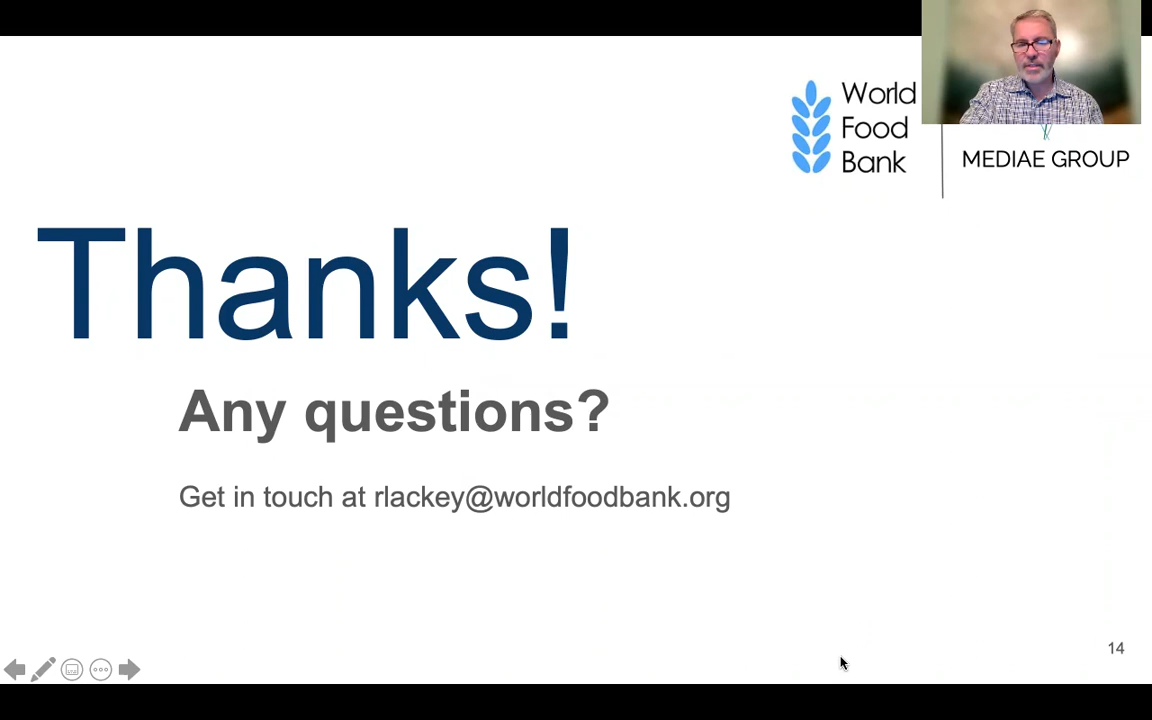 World
Food
Bank
MEDIAE GROUP
Thanks!
Any questions?
Get in touch at rlackey@worldfoodbank.org
14